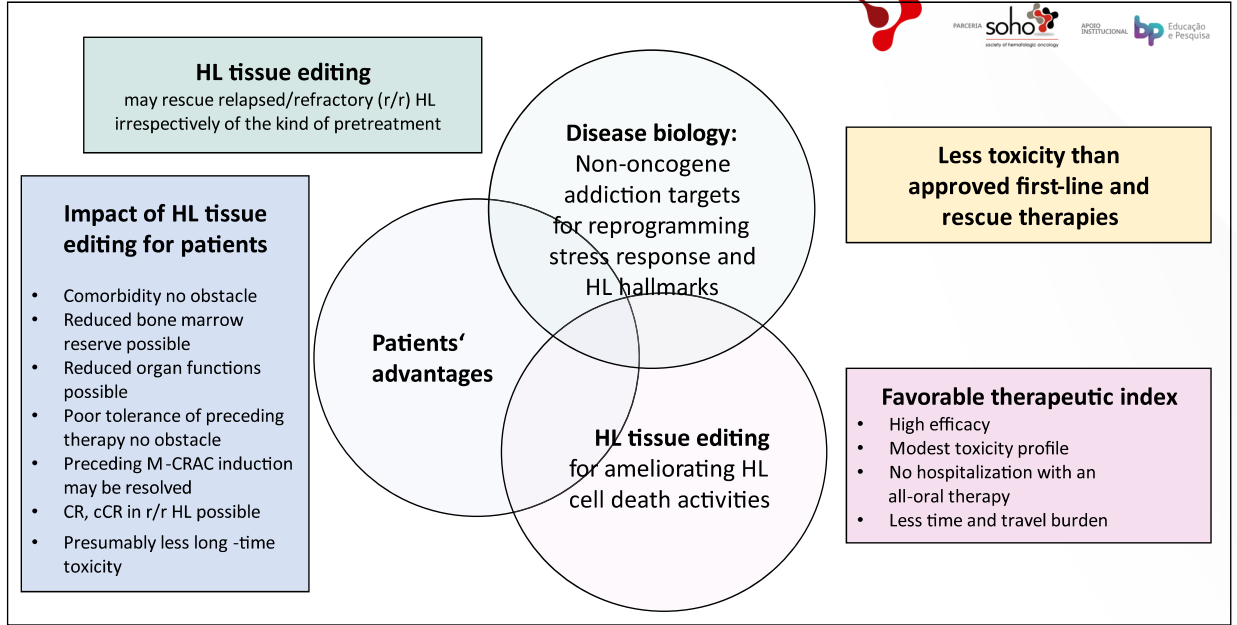 PARCERIA
soho
society of hematologic oncology
APOIO
INSTITUCIONAL
bp
Educação
e Pesquisa
HL tissue editing
may rescue relapsed/refractory (r/r) HL
irrespectively of the kind of pretreatment
Impact of HL tissue
editing for patients
• Comorbidity no obstacle
• Reduced bone marrow
reserve possible
• Reduced organ functions
possible
• Poor tolerance of preceding
therapy no obstacle
• Preceding M-CRAC induction
may be resolved
• CR, cCR in r/r HL possible
• Presumably less long -time
toxicity
Disease biology:
Non-oncogene
addiction targets
for reprogramming
stress response and
HL hallmarks
Patients‘
advantages
HL tissue editing
for ameliorating HL
cell death activities
Less toxicity than
approved first-line and
rescue therapies
Favorable therapeutic index
• High efficacy
• Modest toxicity profile
• No hospitalization with an
all-oral therapy
• Less time and travel burden